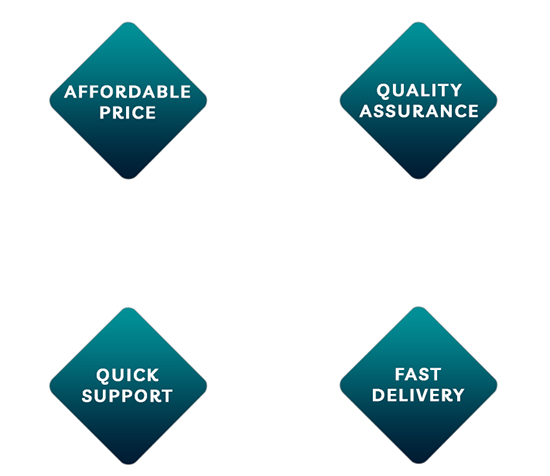 AFFORDABLE
PRICE
QUALITY
ASSURANCE
QUICK
SUPPORT
FAST
DELIVERY